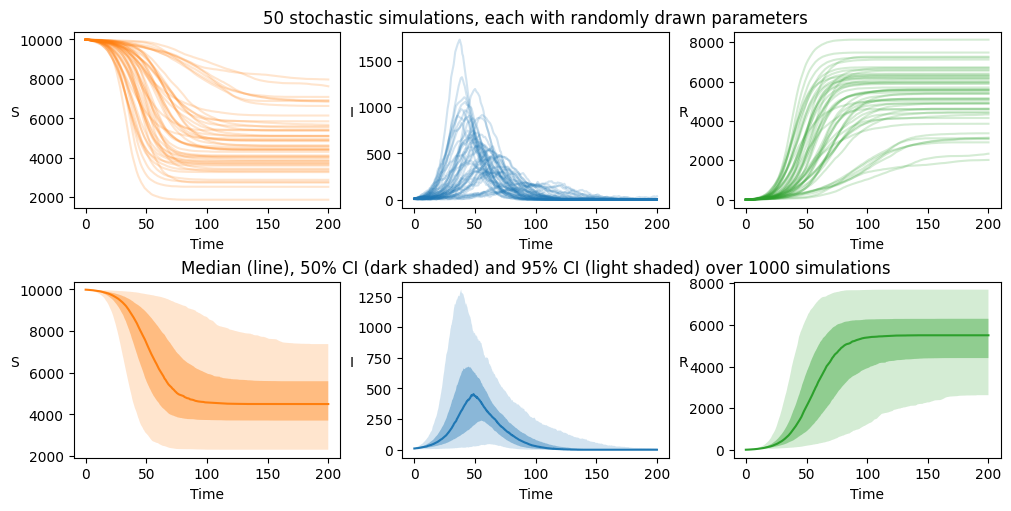 50 stochastic simulations, each with randomly drawn parameters
10000
8000
6000
4000
2000
S
0 50 100 150 200
Time
1500
1000
500
0
I
0 50 100 150 200
Time
8000
6000
4000
2000
0
R
0 50 100 150 200
Time
Median (line), 50% CI (dark shaded) and 95% CI (light shaded) over 1000 simulations
10000
8000
6000
4000
2000
S
0 50 100 150 200
Time
1250
1000
750
500
250
0
I
0 50 100 150 200
Time
8000
6000
4000
2000
0
R
0 50 100 150 200
Time